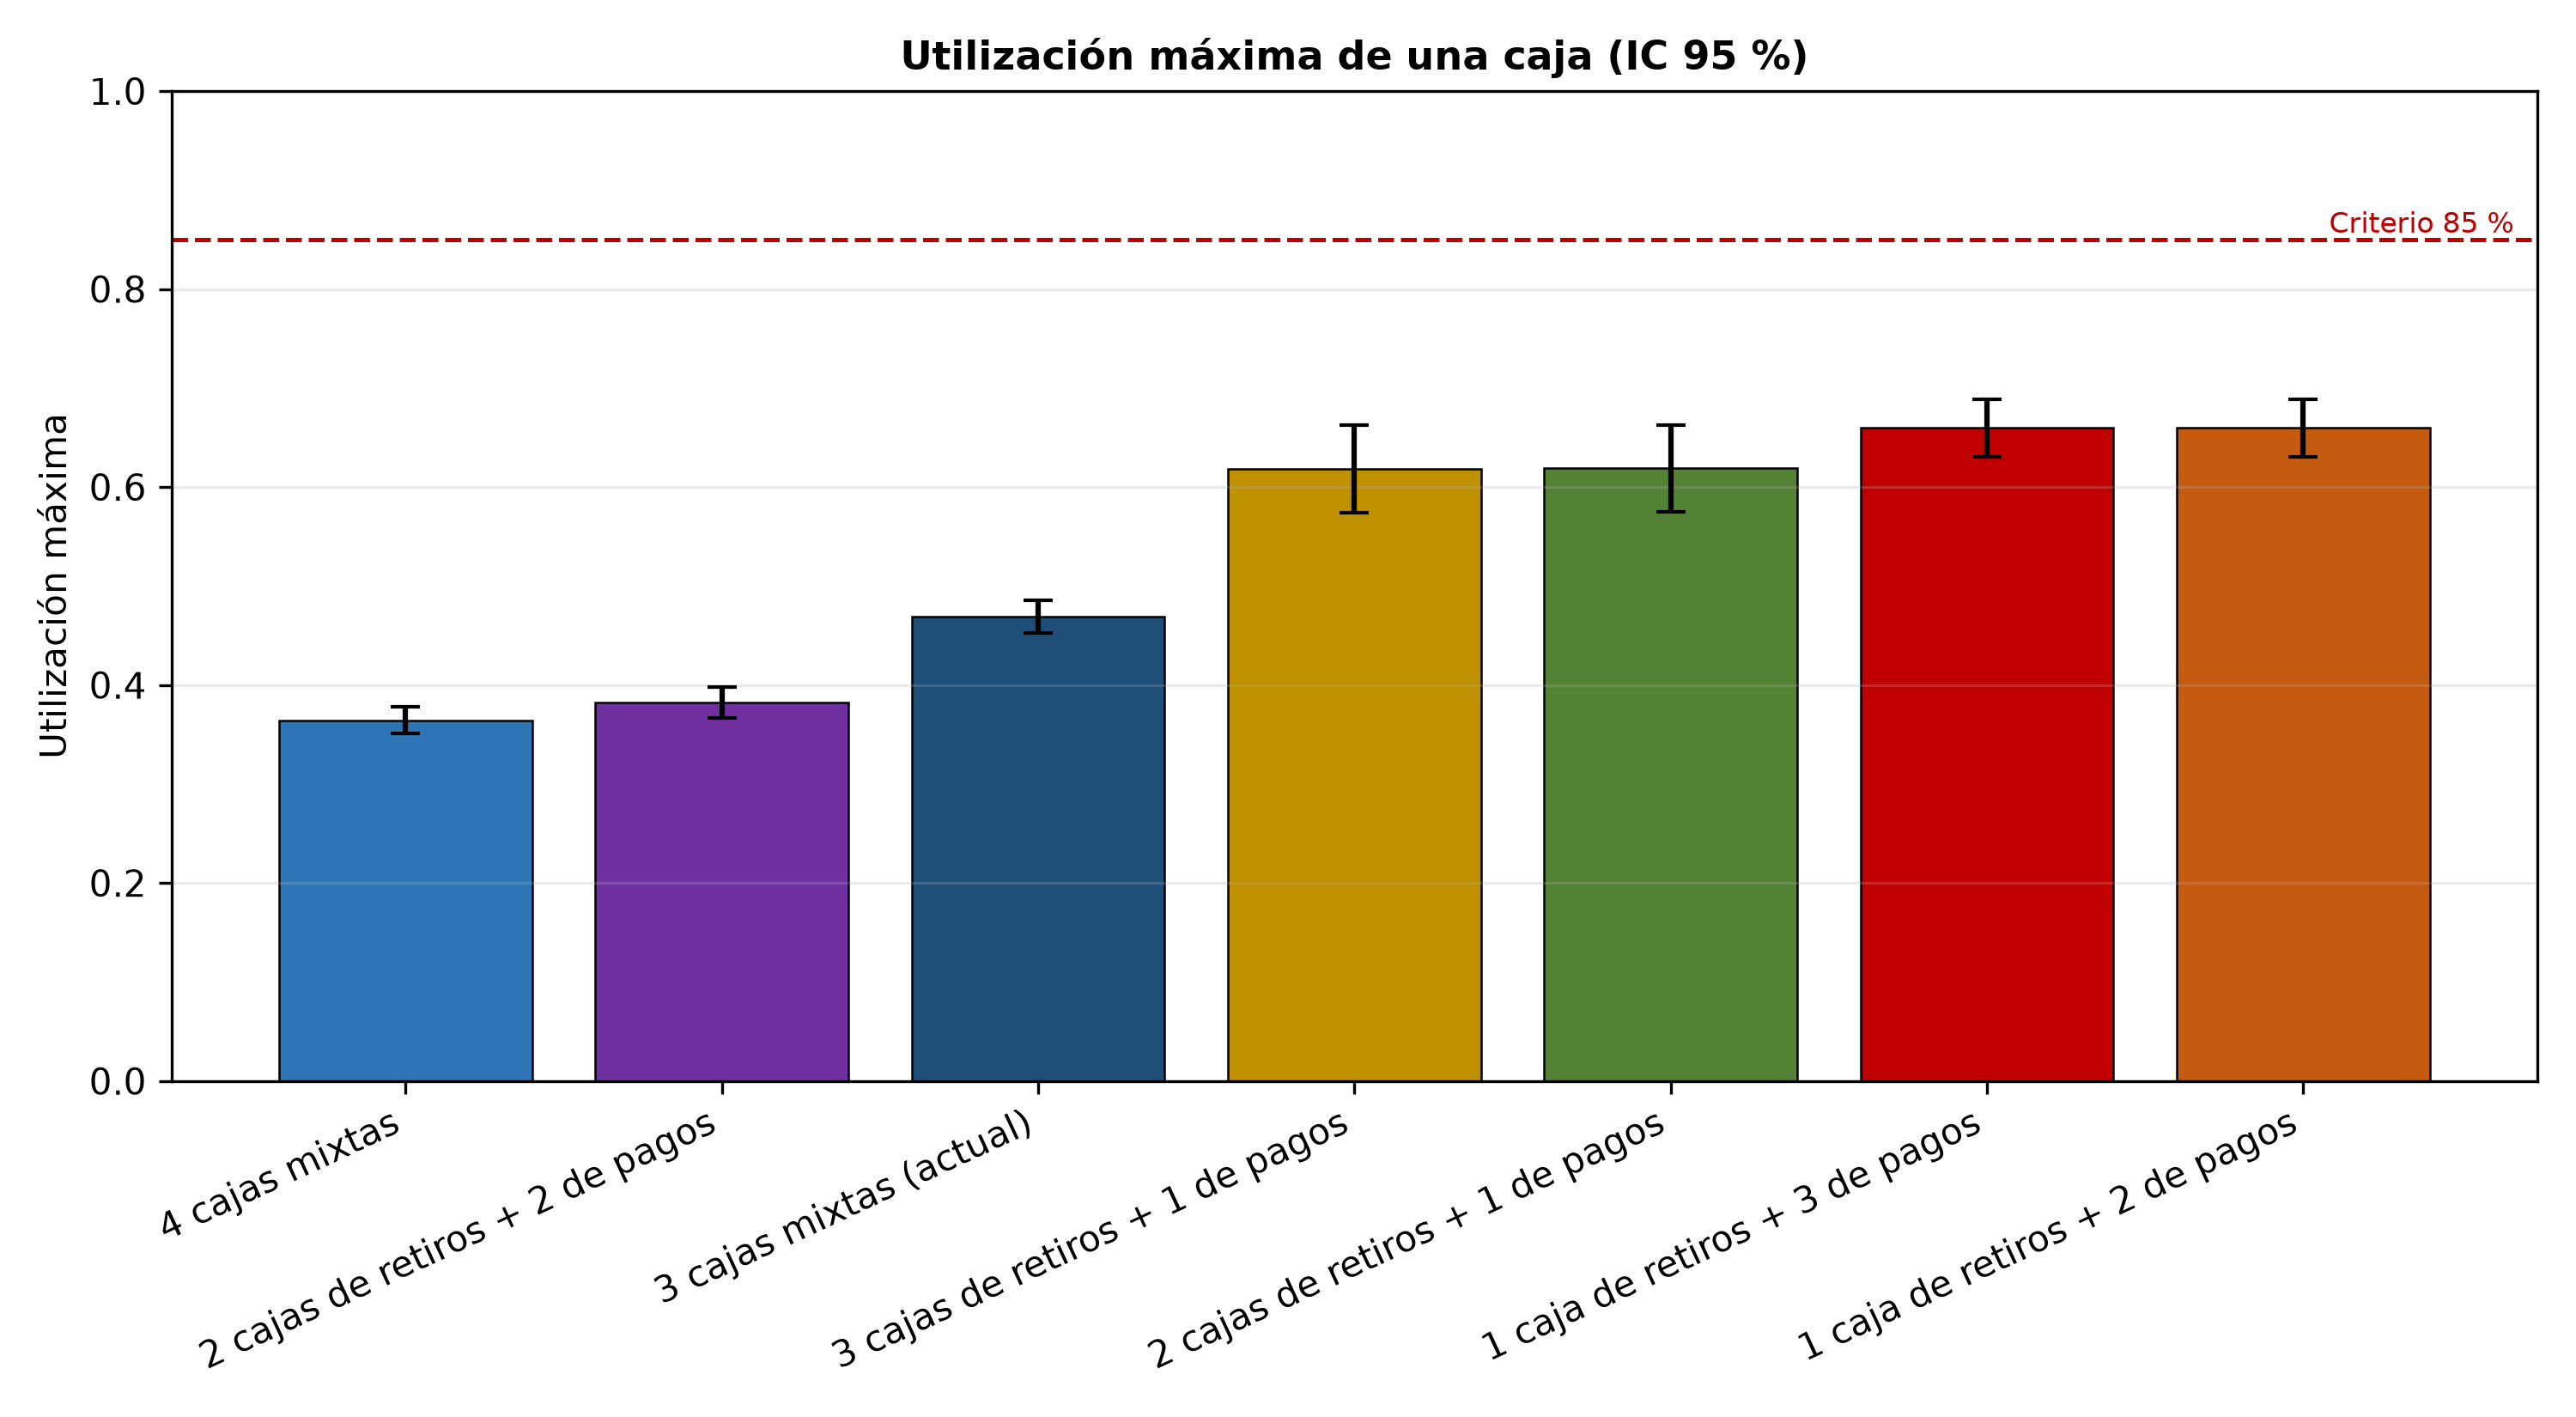 Utilización máxima de una caja (IC 95 %)
Utilización máxima
1.0
0.8
0.6
0.4
0.2
0.0
Criterio 85 %
4 cajas mixtas
2 cajas de retiros + 2 de pagos
3 cajas mixtas (actual)
3 cajas de retiros + 1 de pagos
2 cajas de retiros + 1 de pagos
1 caja de retiros + 3 de pagos
1 caja de retiros + 2 de pagos